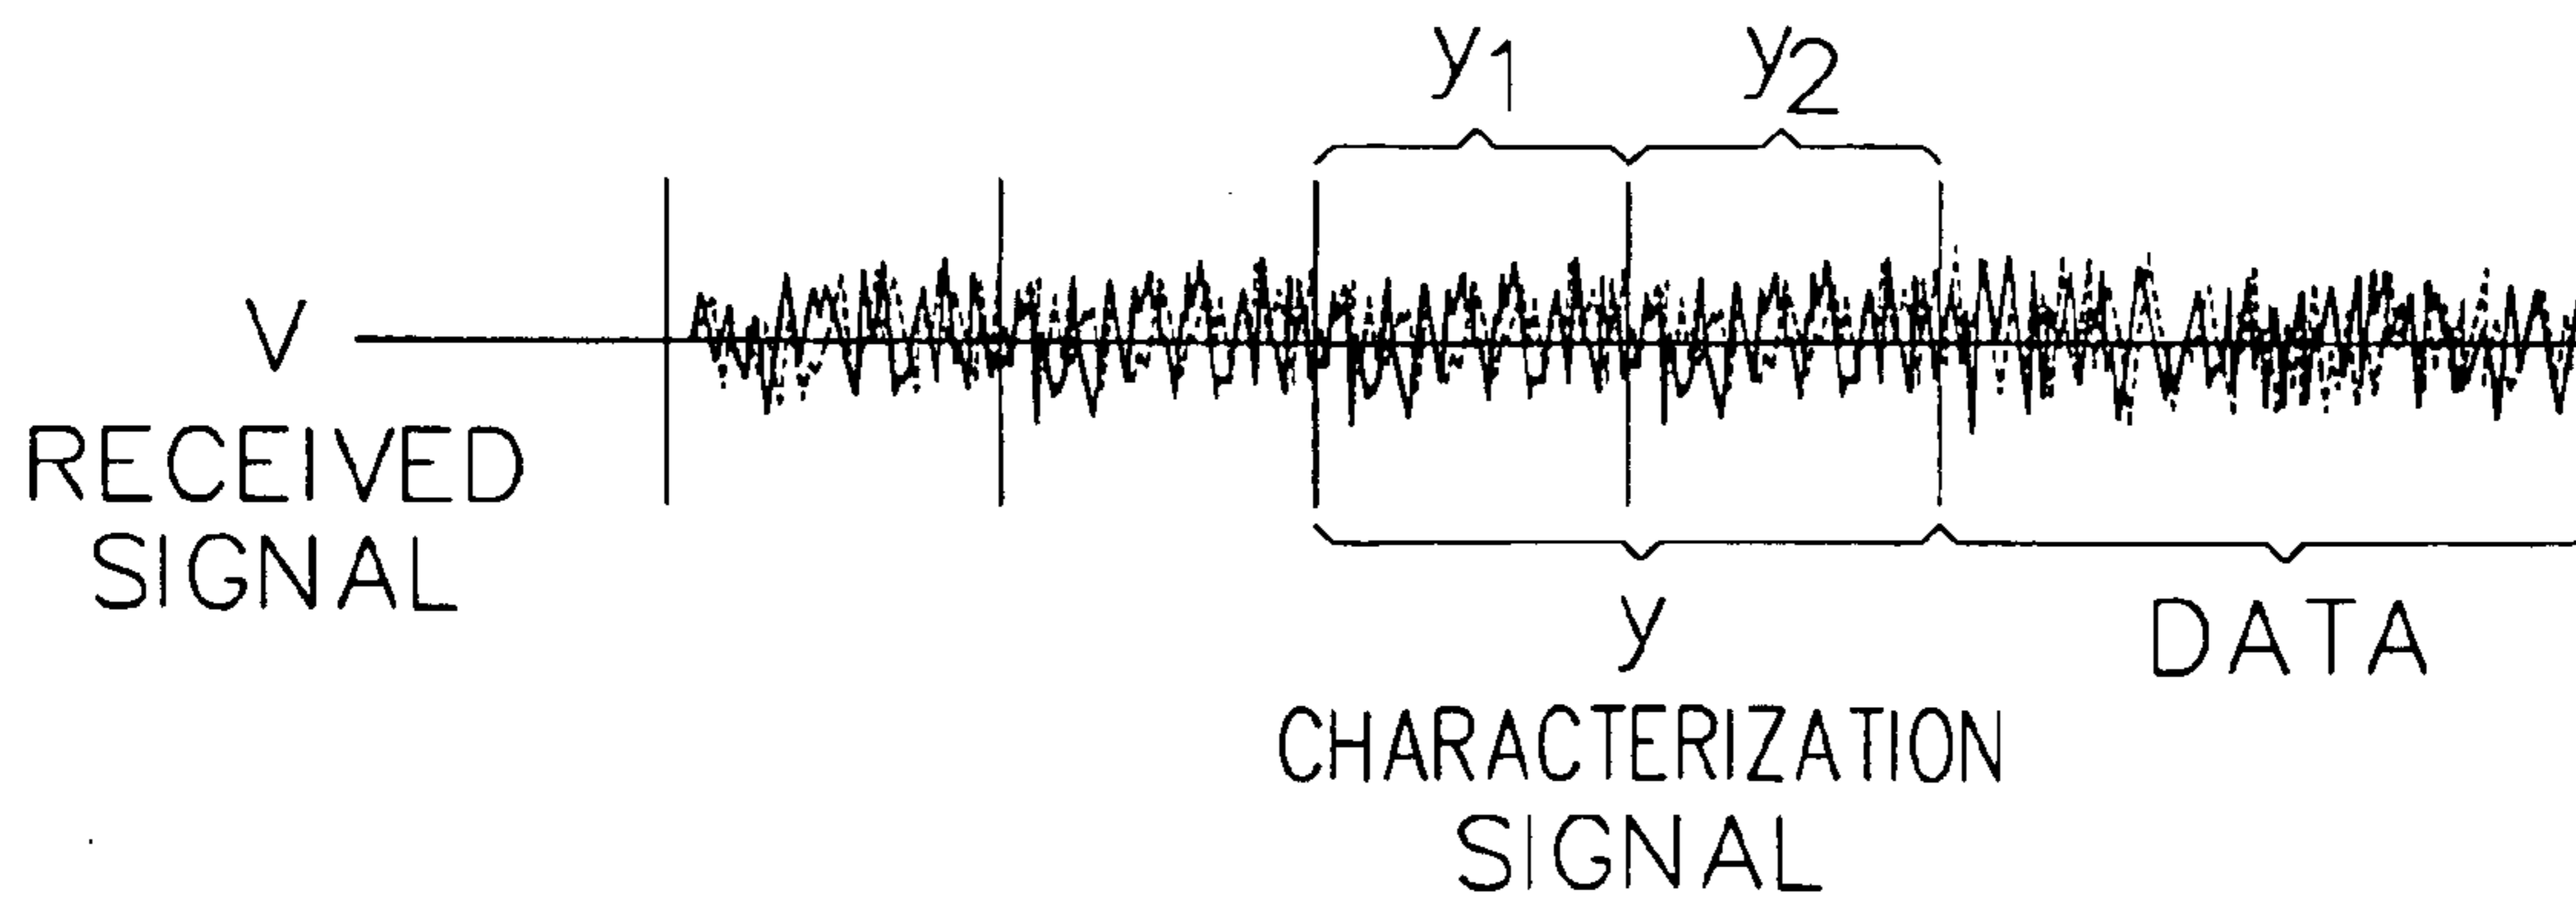 y1
y2
V
RECEIVED
SIGNAL
y
CHARACTERIZATION
SIGNAL
DATA